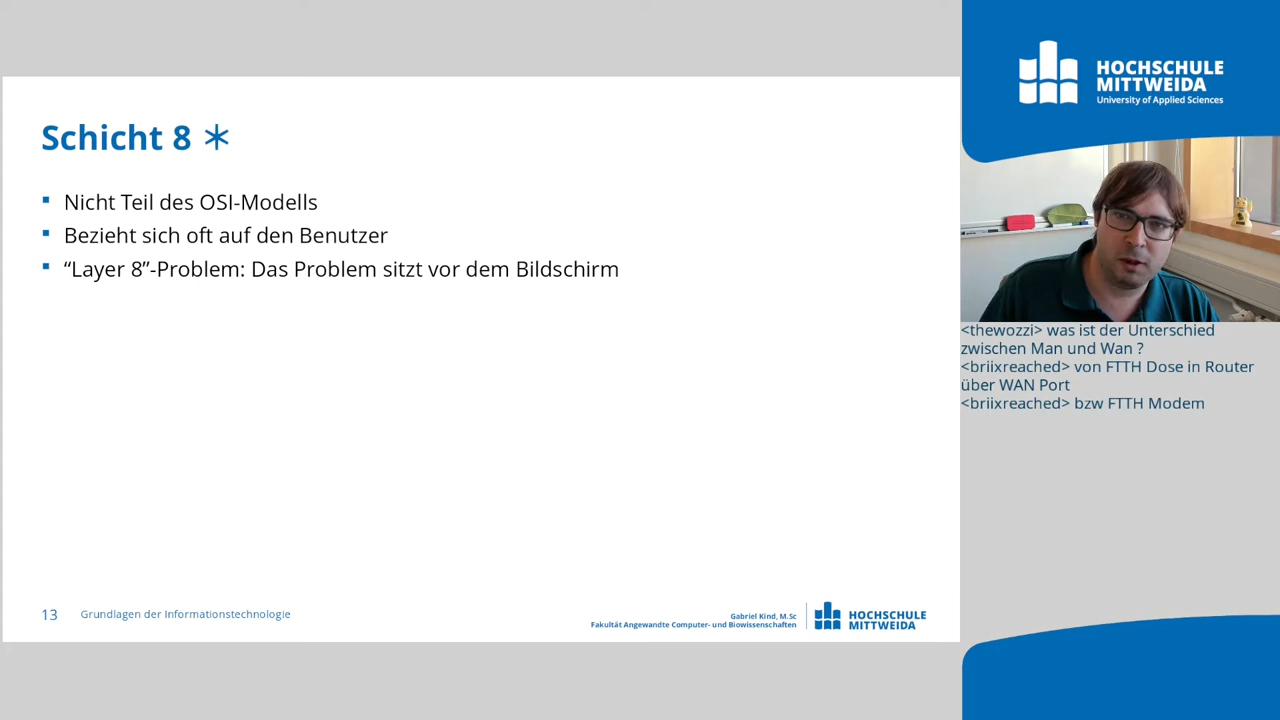 Schicht 8 ∗
Nicht Teil des OSI-Modells
Bezieht sich oft auf den Benutzer
“Layer 8”-Problem: Das Problem sitzt vor dem Bildschirm
13 Grundlagen der Informationstechnologie
Gabriel Kind, M.Sc
Fakultät Angewandte Computer- und Biowissenschaften
HOCHSCHULE
MITTWEIDA
HOCHSCHULE
MITTWEIDA
University of Applied Sciences
<thewozzi> was ist der Unterschied
zwischen Man und Wan ?
<briixreached> von FTTH Dose in Router
über WAN Port
<briixreached> bzw FTTH Modem